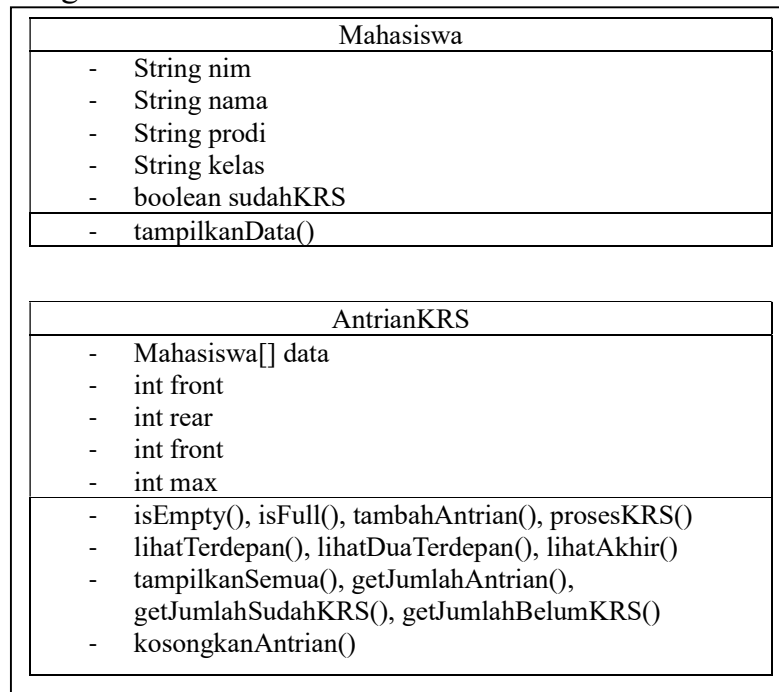 Mahasiswa
- String nim
- String nama
- String prodi
- String kelas
- boolean sudahKRS
- tampilkanData()
AntrianKRS
- Mahasiswa[] data
- int front
- int rear
- int front
- int max
- isEmpty(), isFull(), tambahAntrian(), prosesKRS()
- lihatTerdepan(), lihatDuaTerdepan(), lihatAkhir()
- tampilkanSemua(), getJumlahAntrian(),
getJumlahSudahKRS(), getJumlahBelumKRS()
- kosongkanAntrian()